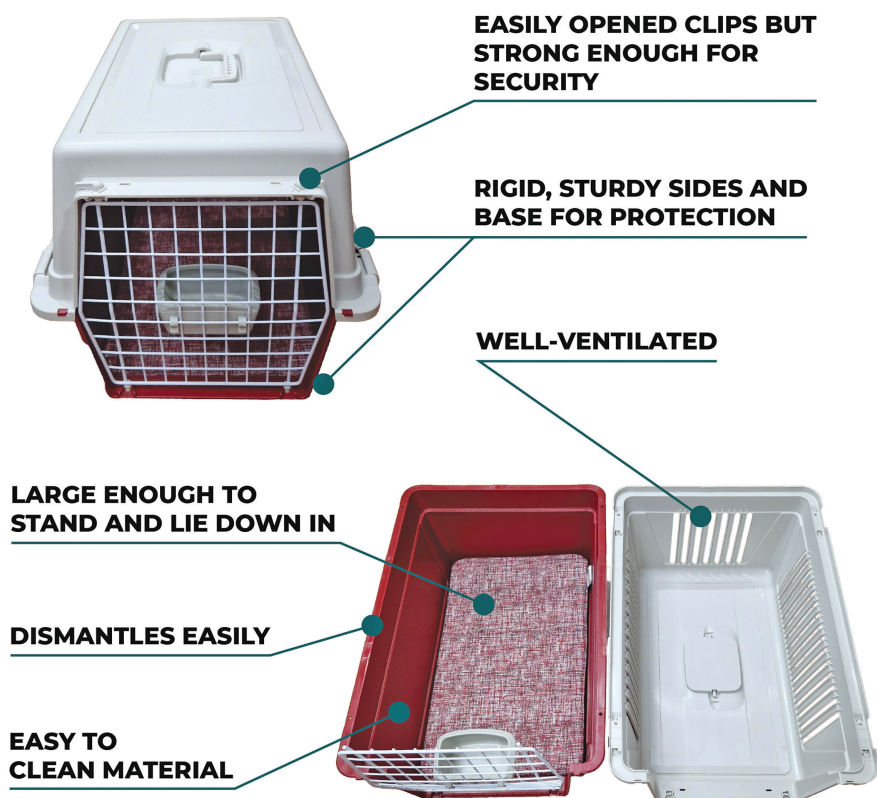 EASILY OPENED CLIPS BUT
STRONG ENOUGH FOR
SECURITY
RIGID, STURDY SIDES AND
BASE FOR PROTECTION
WELL-VENTILATED
LARGE ENOUGH TO
STAND AND LIE DOWN IN
DISMANTLES EASILY
EASY TO
CLEAN MATERIAL